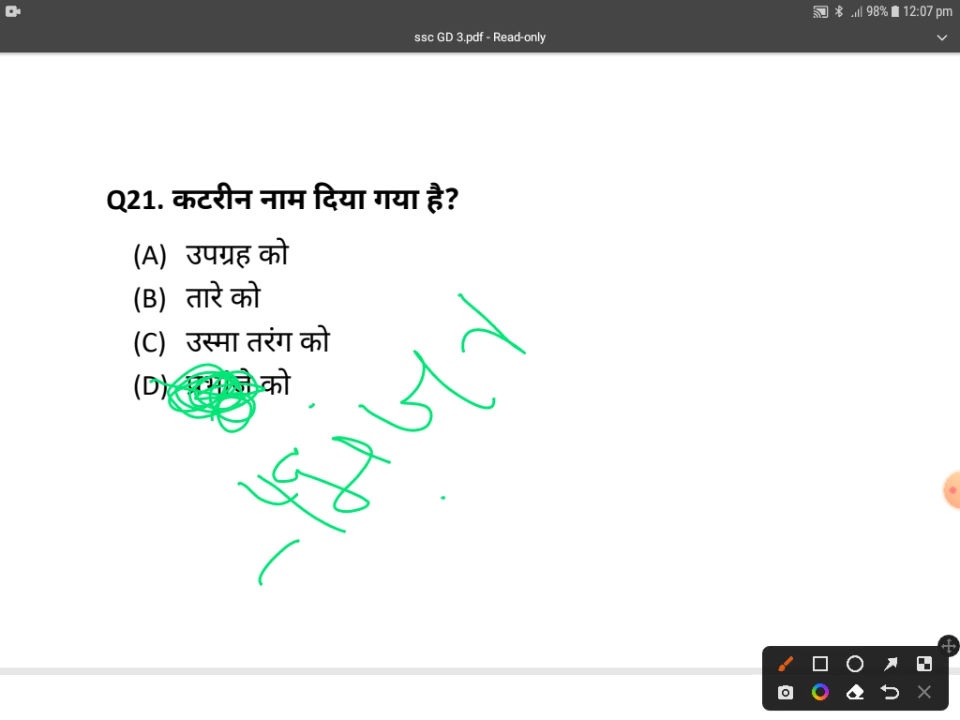 98% 12:07 pm
ssc GD 3.pdf - Read-only
Q21. कटरीन नाम दिया गया है?
(A) उपग्रह को
(B) तारे को
(C) उस्मा तरंग को
(D) को